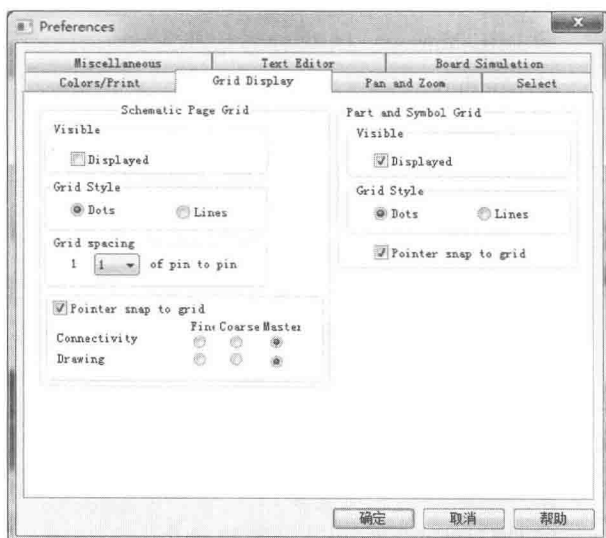 Preferences
Miscellaneous Text Editor Board Simulation
Colors/Print Grid Display Pan and Zoom Select
Schematic Page Grid
Visible
Displayed
Grid Style
Dots Lines
Grid spacing
1 1 of pin to pin
Pointer snap to grid
Fine Coarse Master
Connectivity
Drawing
Part and Symbol Grid
Visible
Displayed
Grid Style
Dots Lines
Pointer snap to grid
确定 取消 帮助